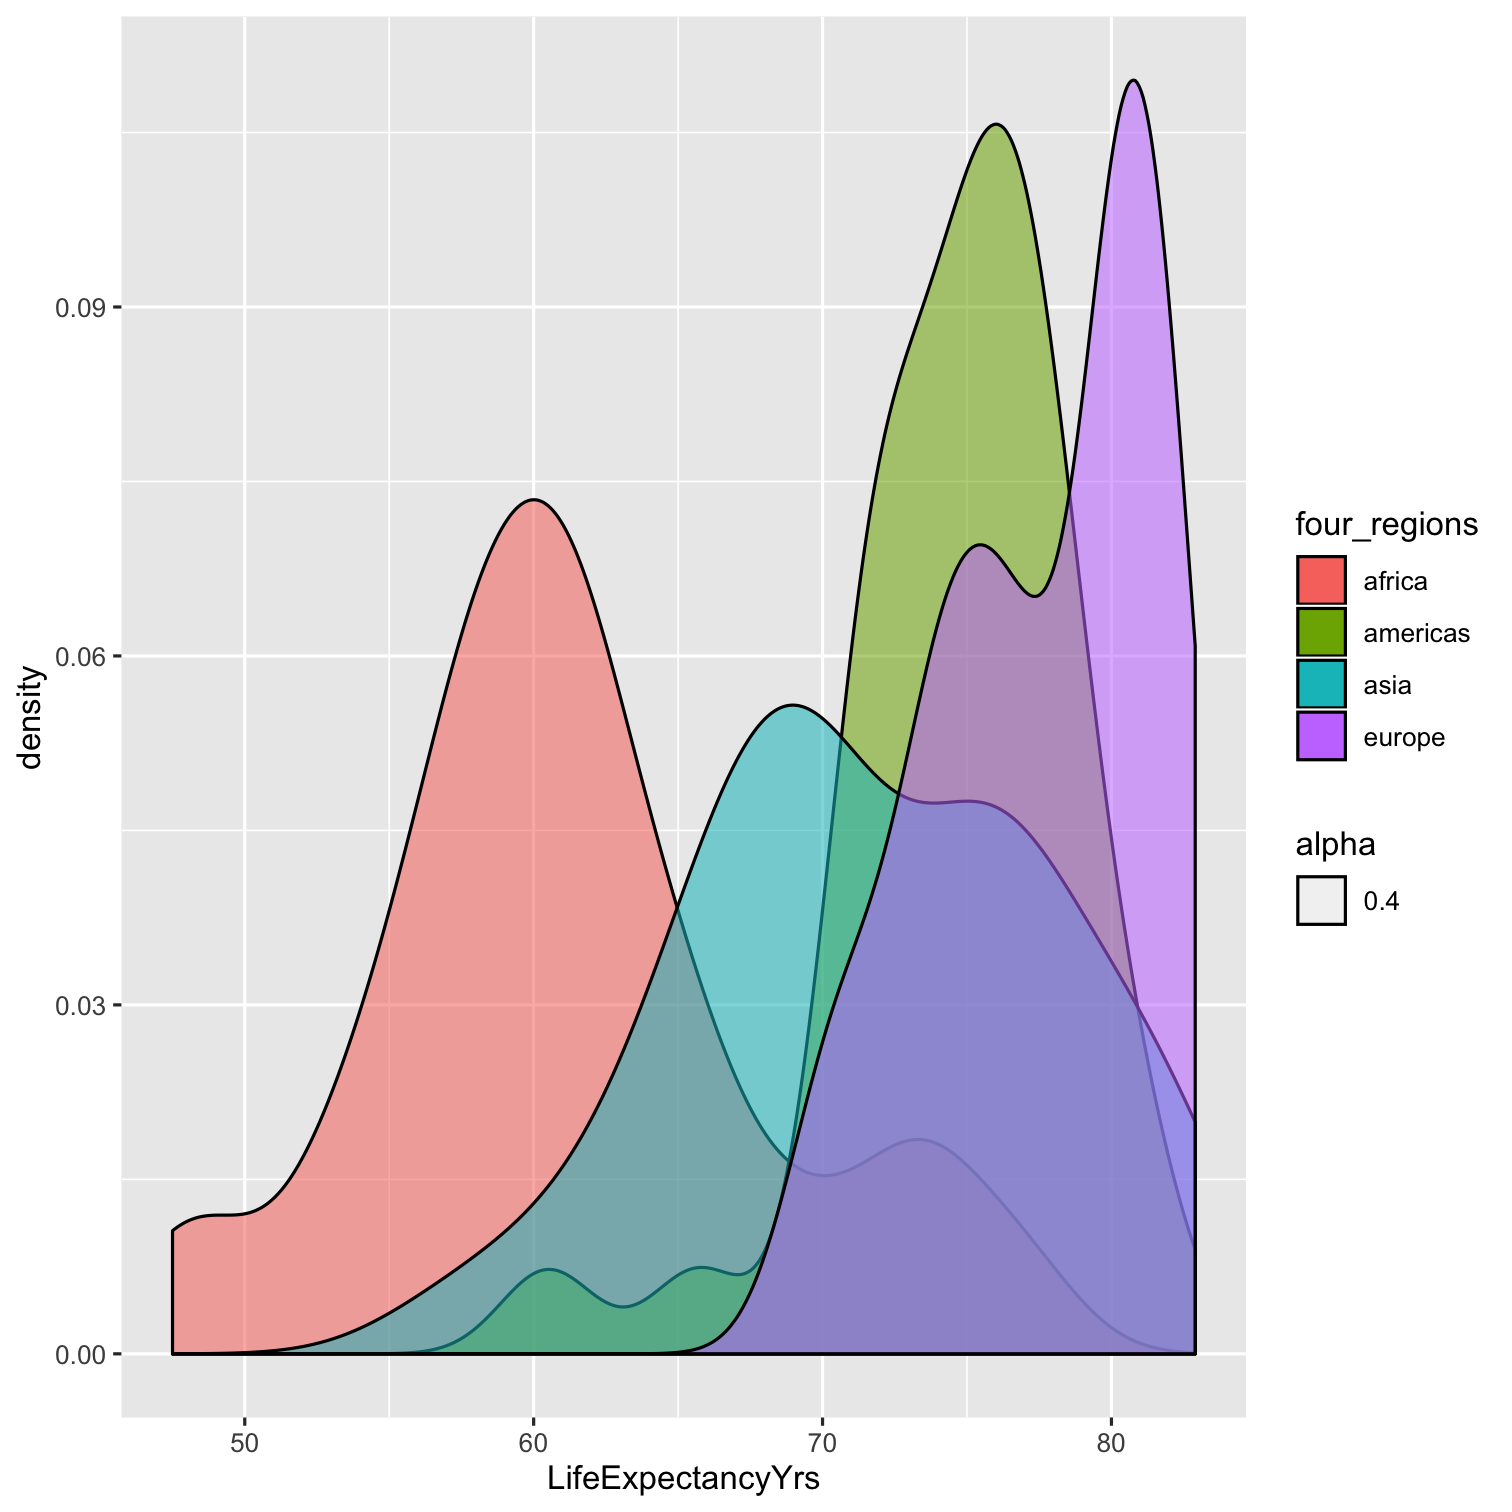 0.09
0.06
0.03
0.00
density
50 60 70 80
LifeExpectancyYrs
four_regions
africa
americas
asia
europe
alpha
0.4